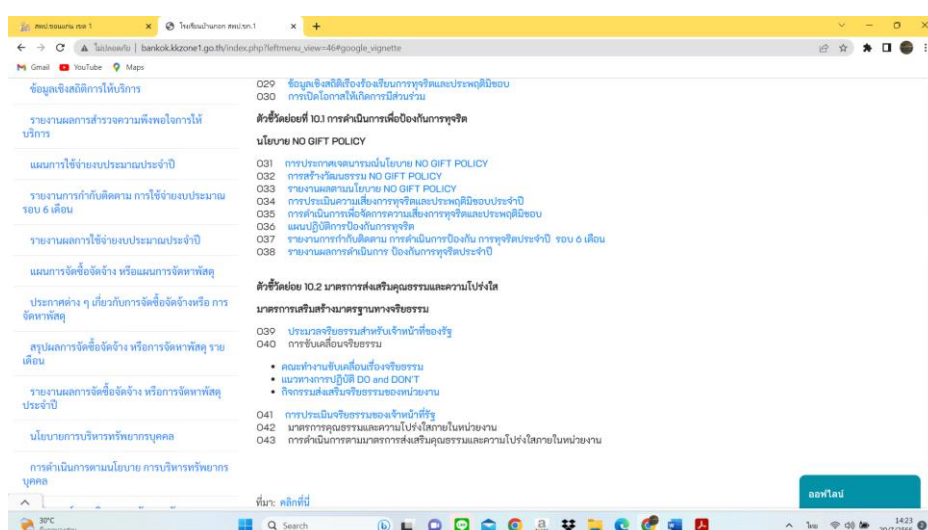 สพป.ขอนแก่น เขต 1
โรงเรียนบ้านกอก สพป.ขก.1
ไม่ปลอดภัย | bankok.kkzone1.go.th/index.php?leftmenu_view=46#google_vignette
Gmail YouTube Maps
ข้อมูลเชิงสถิติการให้บริการ
รายงานผลการสำรวจความพึงพอใจการให้
บริการ
แผนการใช้จ่ายงบประมาณประจำปี
รายงานการกำกับติดตาม การใช้จ่ายงบประมาณ
รอบ 6 เดือน
รายงานผลการใช้จ่ายงบประมาณประจำปี
แผนการจัดซื้อจัดจ้าง หรือแผนการจัดหาพัสดุ
ประกาศต่าง ๆ เกี่ยวกับการจัดซื้อจัดจ้างหรือ การ
จัดหาพัสดุ
สรุปผลการจัดซื้อจัดจ้าง หรือการจัดหาพัสดุ ราย
เดือน
รายงานผลการจัดซื้อจัดจ้าง หรือการจัดหาพัสดุ
ประจำปี
นโยบายการบริหารทรัพยากรบุคคล
การดำเนินการตามนโยบาย การบริหารทรัพยากร
บุคคล
O29 ข้อมูลเชิงสถิติเรื่องร้องเรียนการทุจริตและประพฤติมิชอบ
O30 การเปิดโอกาสให้เกิดการมีส่วนร่วม
ตัวชี้วัดย่อยที่ 10.1 การดำเนินการเพื่อป้องกันการทุจริต
นโยบาย NO GIFT POLICY
O31 การประกาศเจตนารมณ์นโยบาย NO GIFT POLICY
O32 การสร้างวัฒนธรรม NO GIFT POLICY
O33 รายงานผลตามนโยบาย NO GIFT POLICY
O34 การประเมินความเสี่ยงการทุจริตและประพฤติมิชอบประจำปี
O35 การดำเนินการเพื่อจัดการความเสี่ยงการทุจริตและประพฤติมิชอบ
O36 แผนปฏิบัติการป้องกันการทุจริต
O37 รายงานการกำกับติดตาม การดำเนินการป้องกัน การทุจริตประจำปี รอบ 6 เดือน
O38 รายงานผลการดำเนินการ ป้องกันการทุจริตประจำปี
ตัวชี้วัดย่อย 10.2 มาตรการส่งเสริมคุณธรรมและความโปร่งใส
มาตรการเสริมสร้างมาตรฐานทางจริยธรรม
O39 ประมวลจริยธรรมสำหรับเจ้าหน้าที่ของรัฐ
O40 การขับเคลื่อนจริยธรรม
• คณะทำงานขับเคลื่อนเรื่องจริยธรรม
• แนวทางการปฏิบัติ DO and DON'T
• กิจกรรมส่งเสริมจริยธรรมของหน่วยงาน
O41 การประเมินจริยธรรมของเจ้าหน้าที่รัฐ
O42 มาตรการคุณธรรมและความโปร่งใสภายในหน่วยงาน
O43 การดำเนินการตามมาตรการส่งเสริมคุณธรรมและความโปร่งใสภายในหน่วยงาน
ที่มา: คลิกที่นี่
ออฟไลน์
30°C
Search
ไทย
14:23
20/7/2566